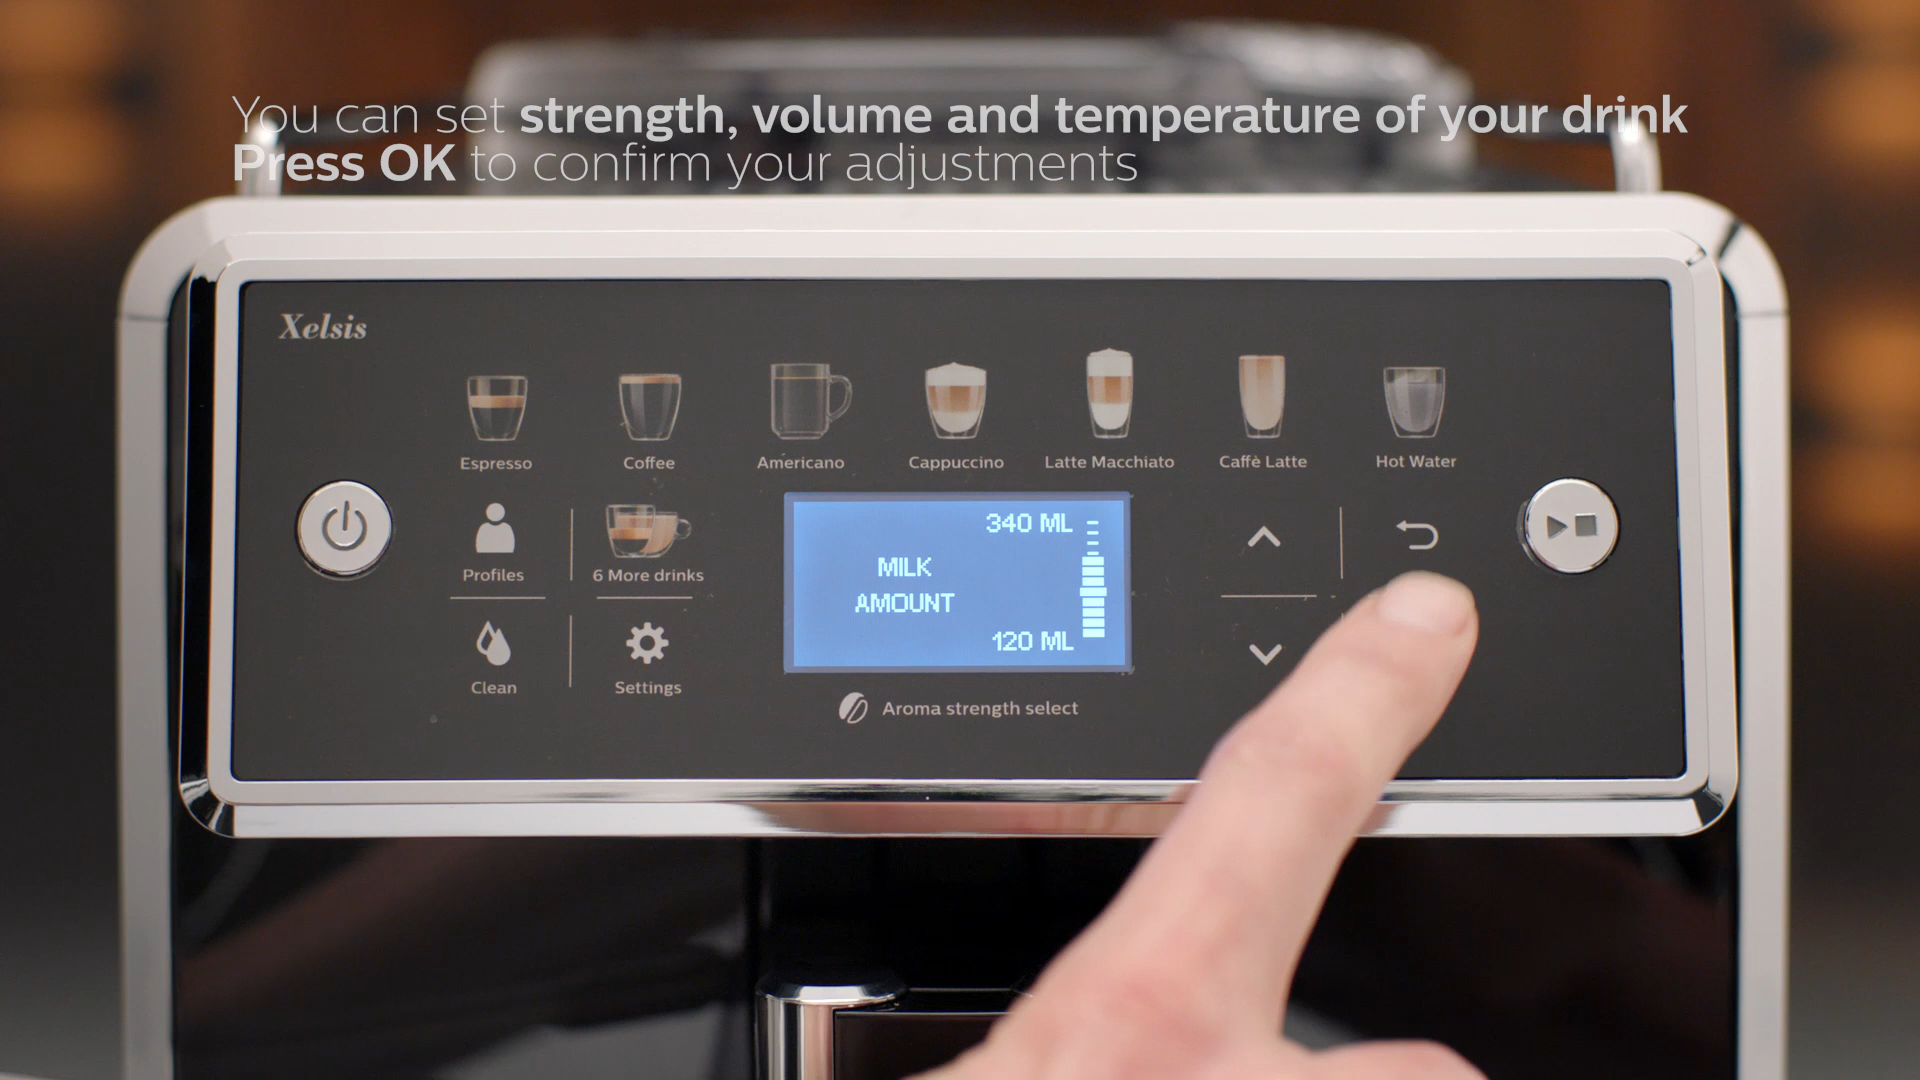 You can set strength, volume and temperature of your drink
Press OK to confirm your adjustments
Xelsis
Espresso
Coffee
Americano
Cappuccino
Latte Macchiato
Caffè Latte
Hot Water
Profiles
6 More drinks
340 ML
MILK
AMOUNT
120 ML
Clean
Settings
Aroma strength select